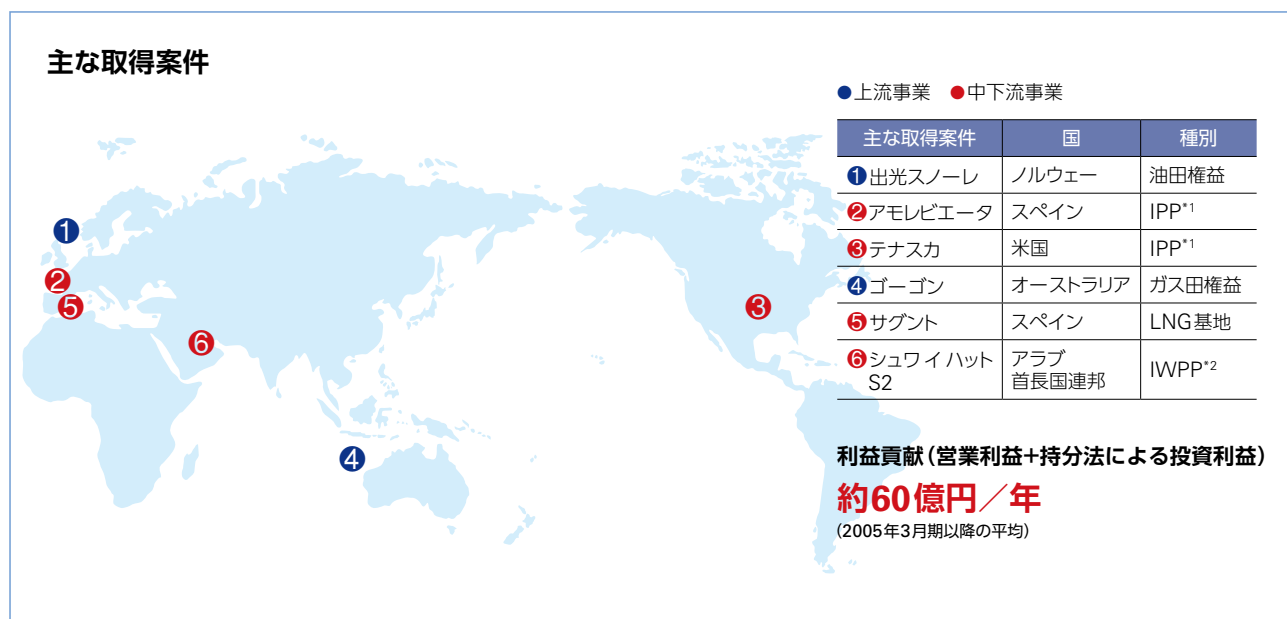 主な取得案件
●上流事業 ●中下流事業
主な取得案件 国 種別
❶出光スノーレ ノルウェー 油田権益
❷アモレビエータ スペイン IPP*1
❸テナスカ 米国 IPP*1
❹ゴーゴン オーストラリア ガス田権益
❺サグント スペイン LNG基地
❻シュワイハット アラブ IWPP*2
S2 首長国連邦
利益貢献(営業利益+持分法による投資利益)
約60億円/年
(2005年3月期以降の平均)
❶
❷
❺
❻
❸
❹